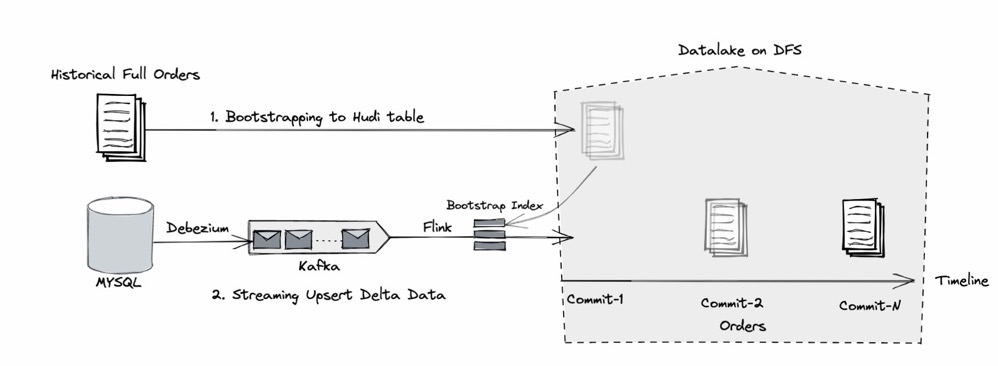 Datalake on DFS
Historical Full Orders
1. Bootstrapping to Hudi table
Bootstrap Index
Debezium
Flink
Kafka
MYSQL
2. Streaming Upsert Delta Data
Timeline
Commit-1
Commit-2
Commit-N
Orders